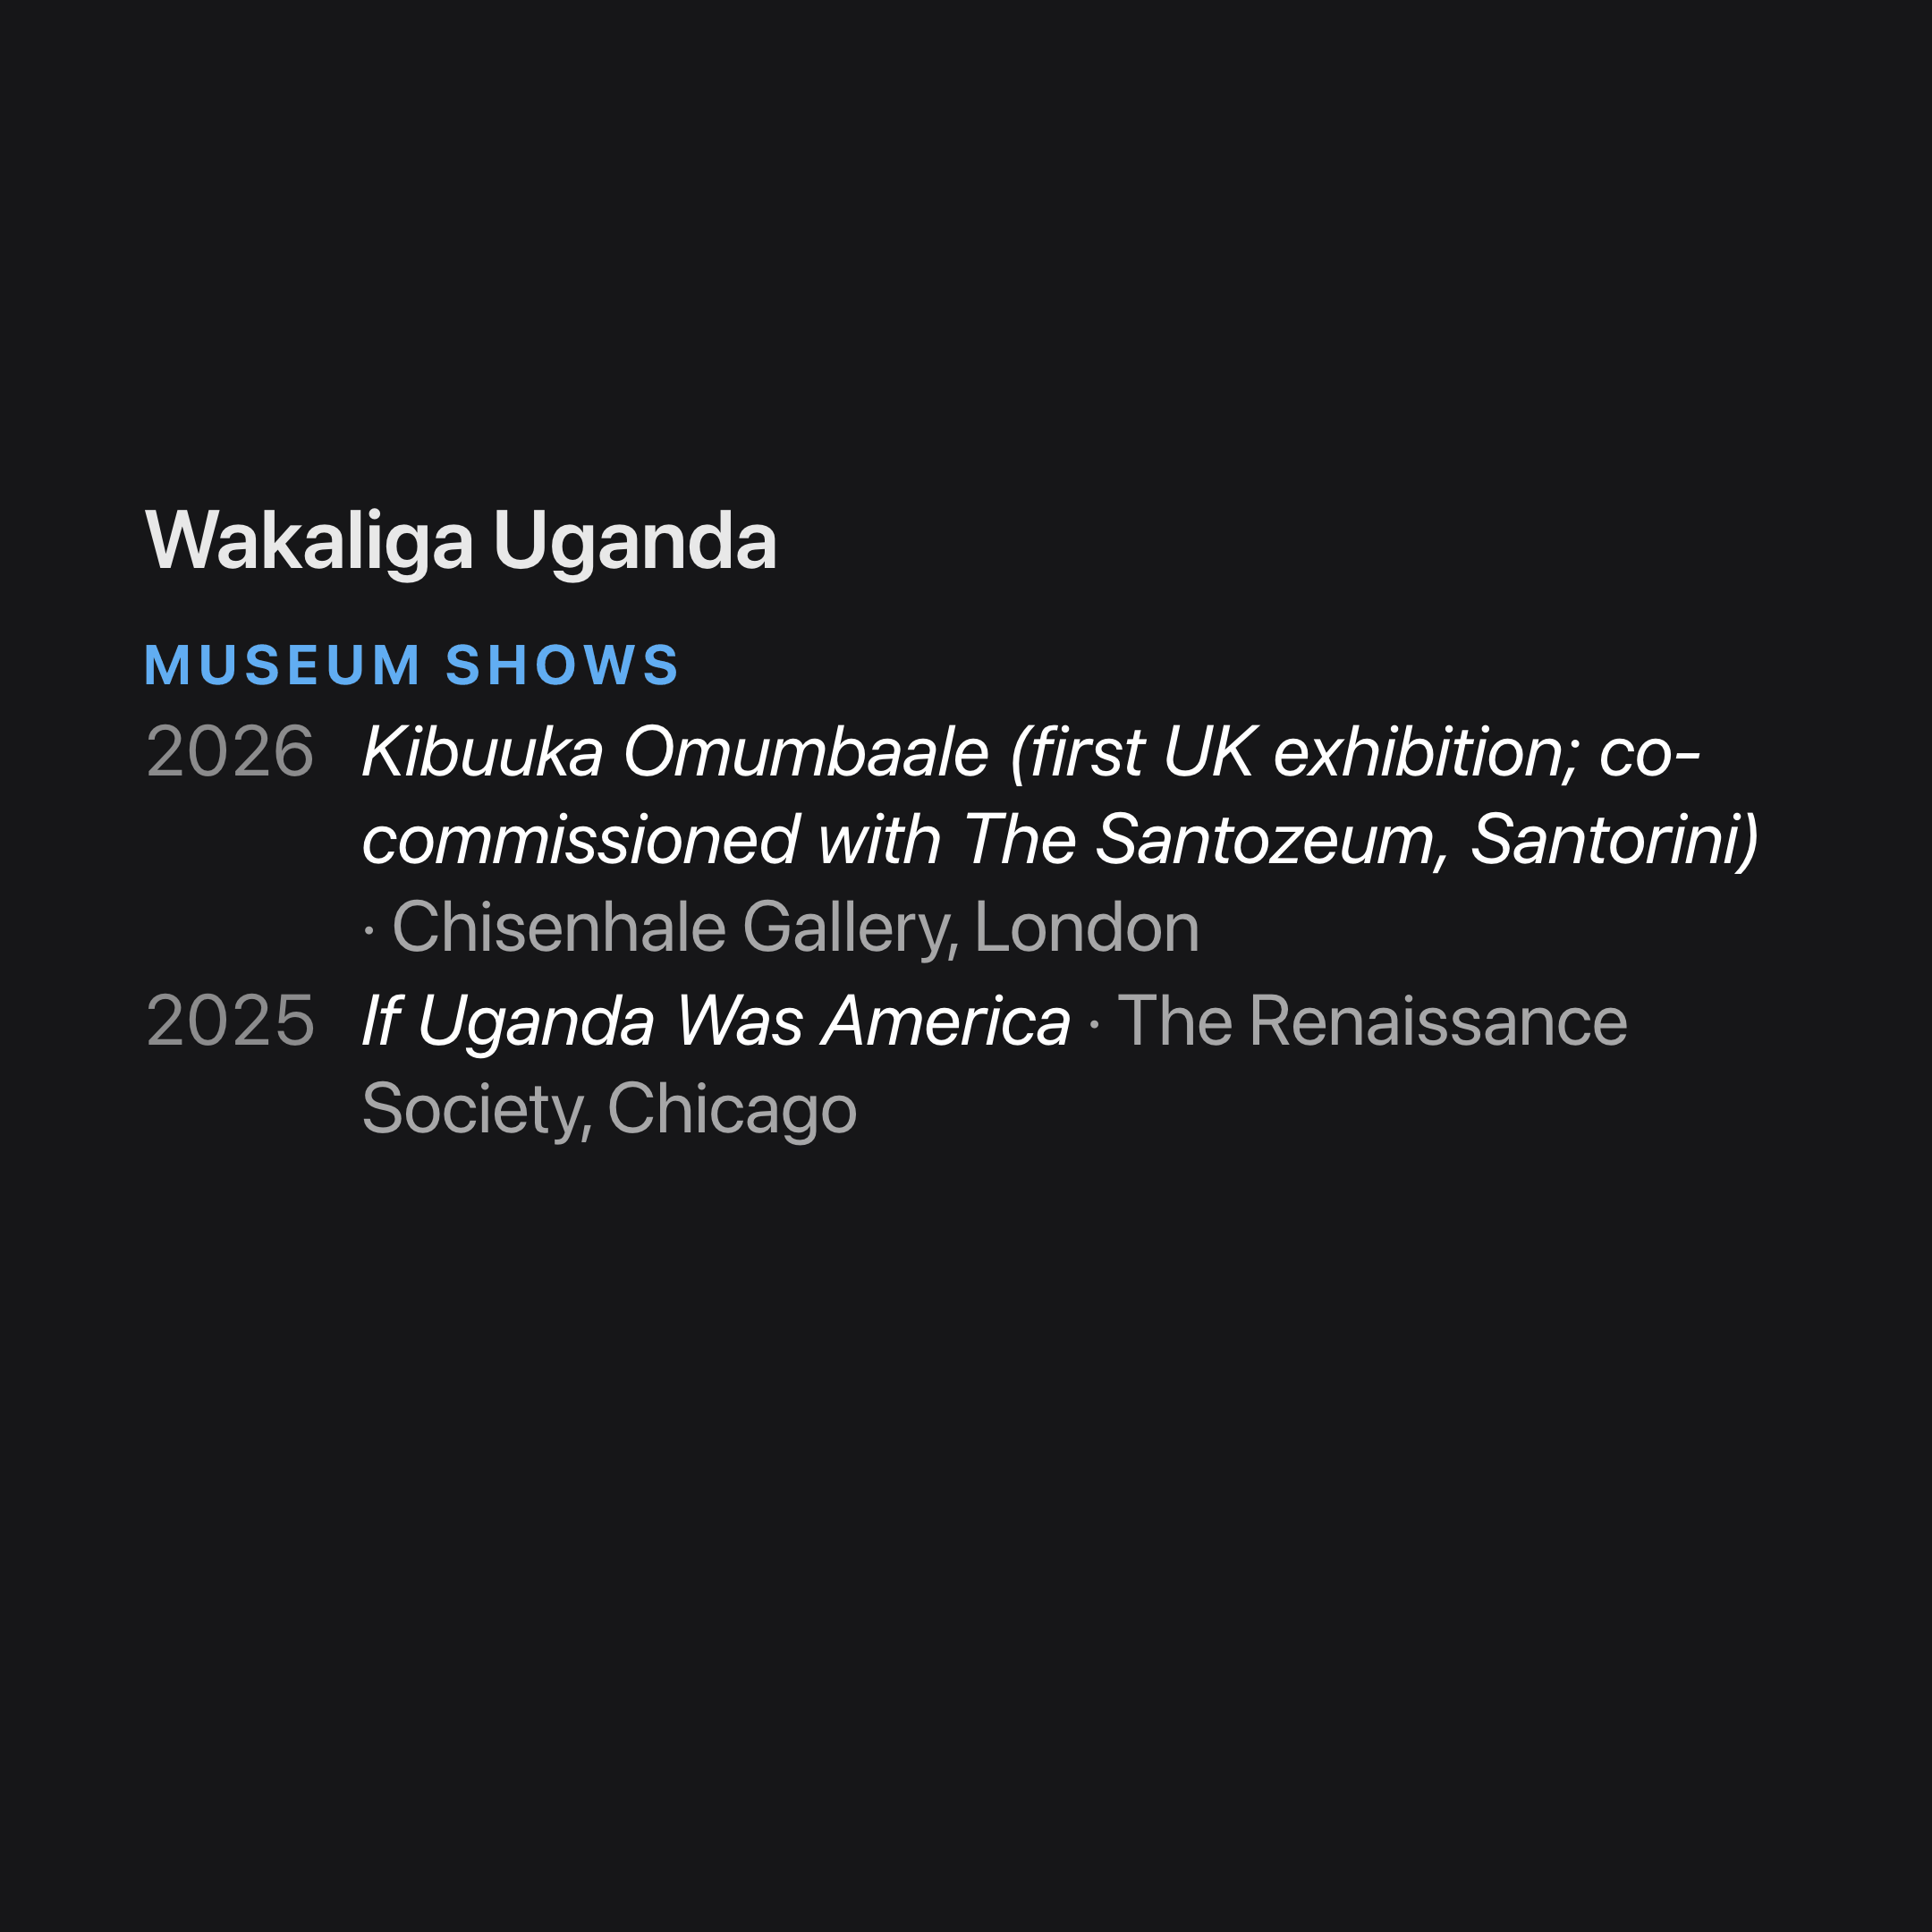 Wakaliga Uganda
MUSEUM SHOWS
2026 Kibuuka Omumbaale (first UK exhibition; co-
commissioned with The Santozeum, Santorini)
· Chisenhale Gallery, London
2025 If Uganda Was America · The Renaissance
Society, Chicago